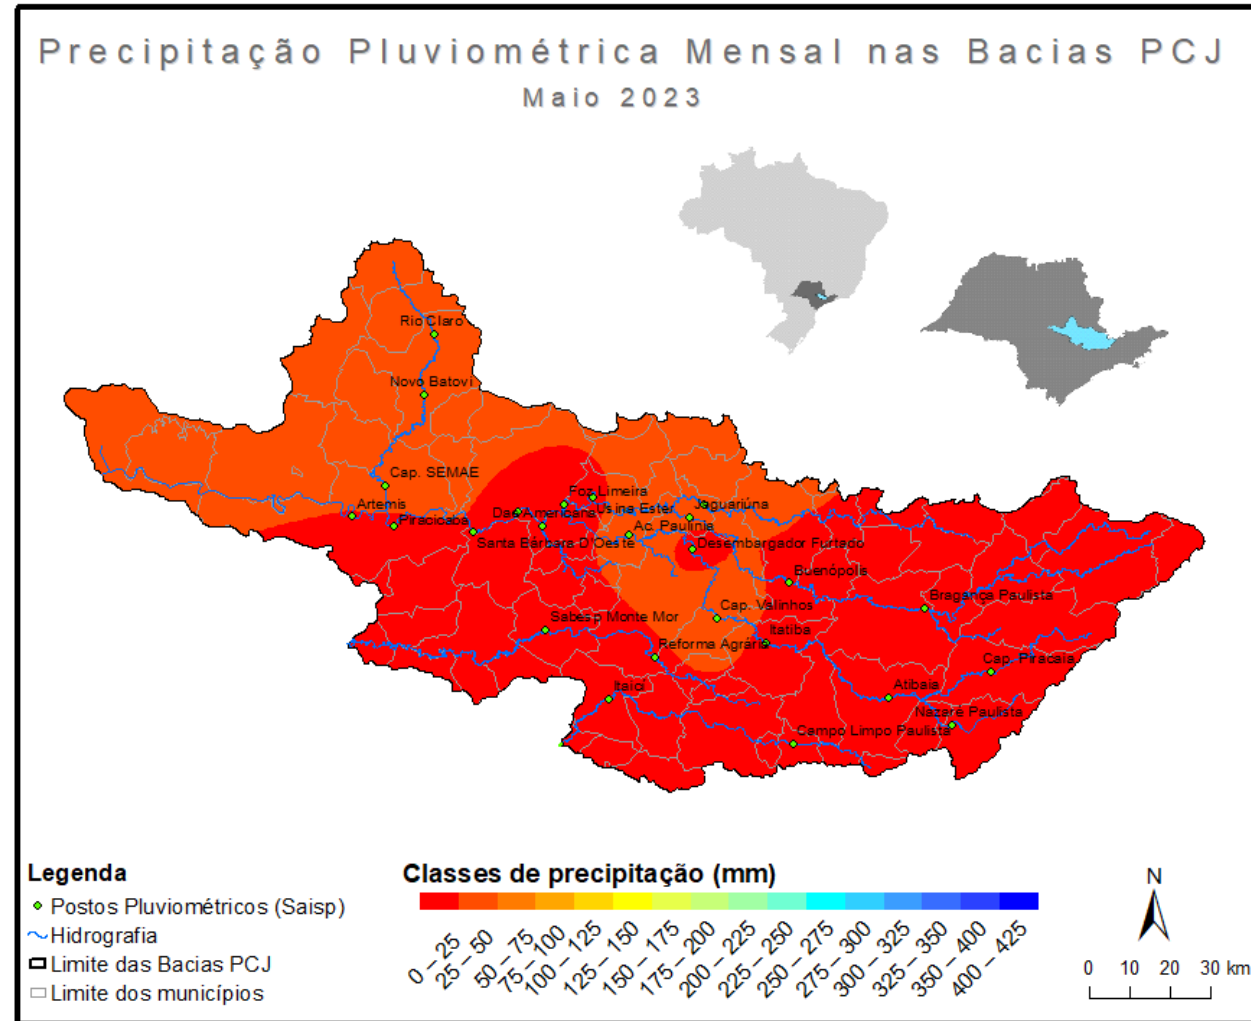 Precipitação Pluviométrica Mensal nas Bacias PCJ
Maio 2023
Rio Claro
Novo Batovi
Cap. SEMAE
Artemis
Piracicaba
Foz Limeira
Usina Ester
Jaguariúna
Dae Americana
Ac. Paulínia
Santa Bárbara D'Oeste
Desembargador Furtado
Buenópolis
Bragança Paulista
Cap. Valinhos
Sabesp Monte Mor
Itatiba
Reforma Agrária
Cap. Piracaia
Itaici
Atibaia
Nazaré Paulista
Campo Limpo Paulista
Legenda
Postos Pluviométricos (Saisp)
Hidrografia
Limite das Bacias PCJ
Limite dos municípios
Classes de precipitação (mm)
0 – 25
25 – 50
50 – 75
75 – 100
100 – 125
125 – 150
150 – 175
175 – 200
200 – 225
225 – 250
250 – 275
275 – 300
300 – 325
325 – 350
350 – 400
400 – 425
N
0 10 20 30 km